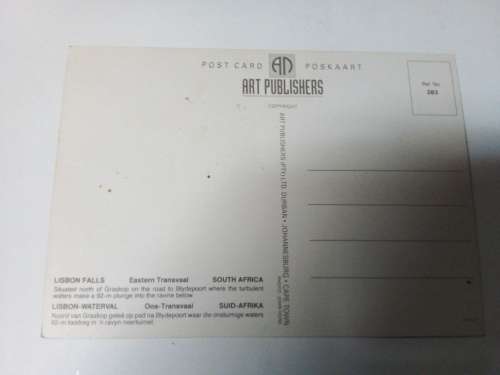 POST CARD AP POSKAART
ART PUBLISHERS
COPYRIGHT
Ref. No.
283
ART PUBLISHERS (PTY) LTD. DURBAN • JOHANNESBURG • CAPE TOWN
LISBON FALLS Eastern Transvaal SOUTH AFRICA
Situated north of Graskop on the road to Blydepoort where the turbulent
waters make a 92-m plunge into the ravine below
LISBON-WATERVAL Oos-Transvaal SUID-AFRIKA
Noord van Graskop geleë op pad na Blydepoort waar die onstuimige waters
92-m lasding in 'n ravyn neertuimel